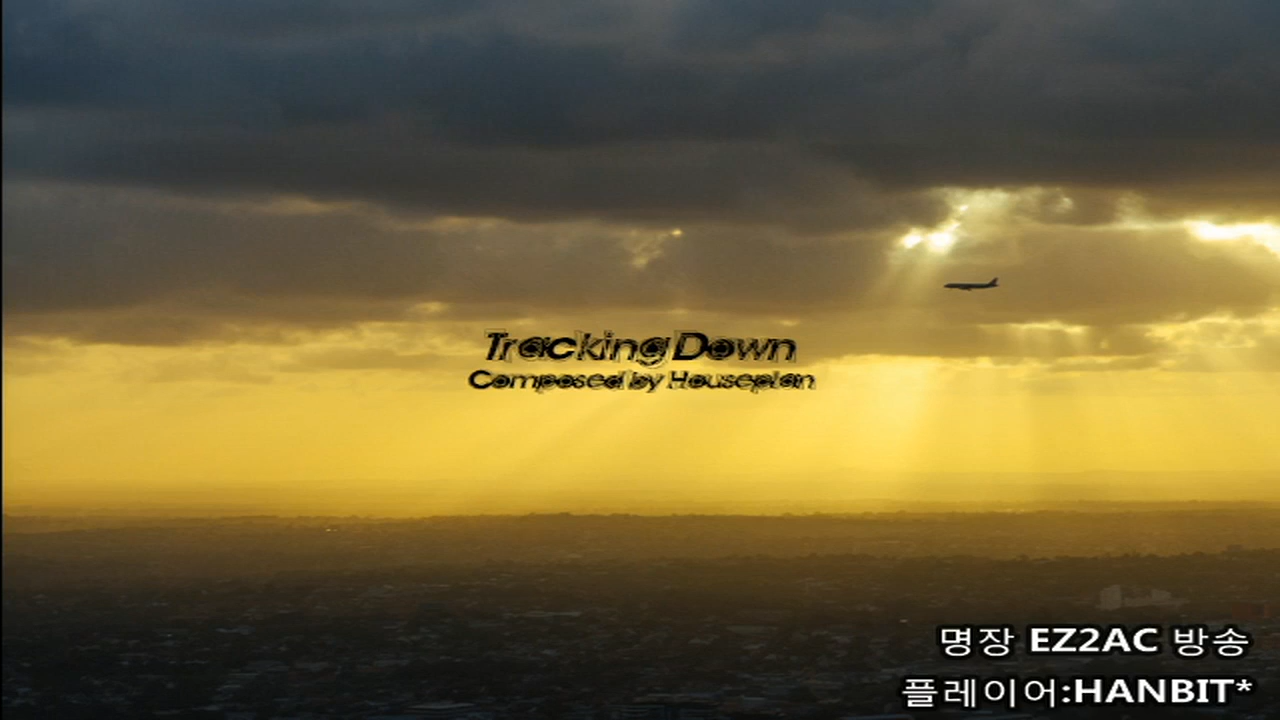 Tracking Down
Composed by Houseplan
명장 EZ2AC 방송
플레이어:HANBIT*